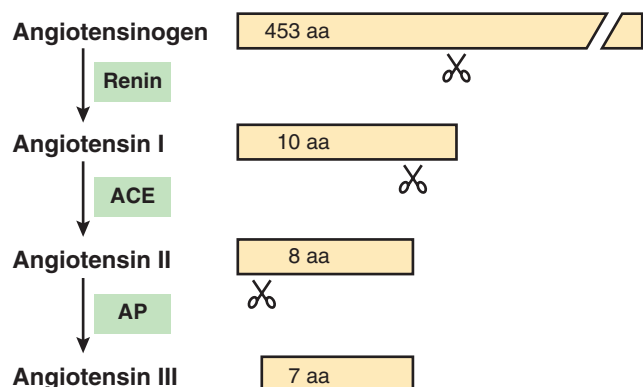 Angiotensinogen 453 aa
Renin
Angiotensin I 10 aa
ACE
Angiotensin II 8 aa
AP
Angiotensin III 7 aa